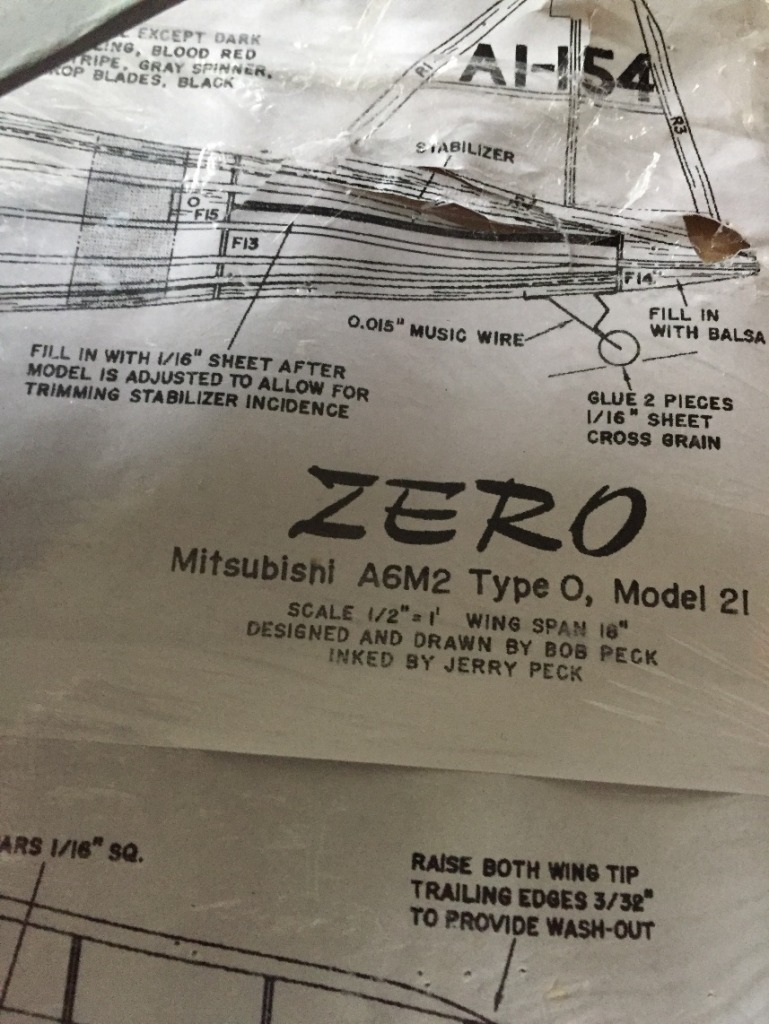 EXCEPT DARK
BLOOD RED
GRAY SPINNER,
BLADES, BLACK
A1-154
R1
R3
STABILIZER
O
F15
F13
F14
0.015" MUSIC WIRE
FILL IN
WITH BALSA
FILL IN WITH 1/16" SHEET AFTER
MODEL IS ADJUSTED TO ALLOW FOR
TRIMMING STABILIZER INCIDENCE
GLUE 2 PIECES
1/16" SHEET
CROSS GRAIN
ZERO
Mitsubishi A6M2 Type O, Model 21
SCALE 1/2" = 1' WING SPAN 18"
DESIGNED AND DRAWN BY BOB PECK
INKED BY JERRY PECK
1/16" SQ.
RAISE BOTH WING TIP
TRAILING EDGES 3/32"
TO PROVIDE WASH-OUT